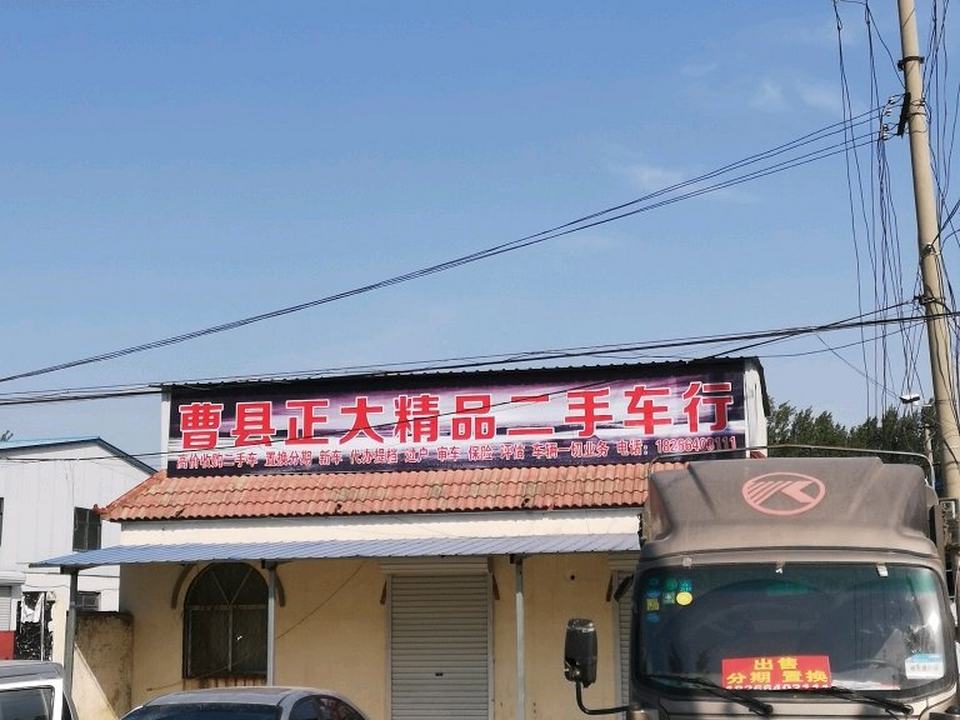 曹县正大精品二手车行
高价收购二手车 置换分期 新车 代办提档 过户 审车 保险 评估 车辆一切业务 电话：18266409111
出售
分期 置换